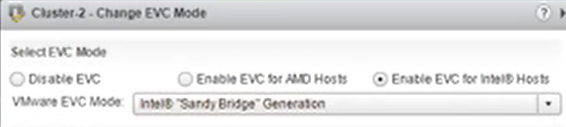 Cluster-2 - Change EVC Mode ?
Select EVC Mode
Disable EVC Enable EVC for AMD Hosts Enable EVC for Intel® Hosts
VMware EVC Mode: Intel® "Sandy Bridge" Generation